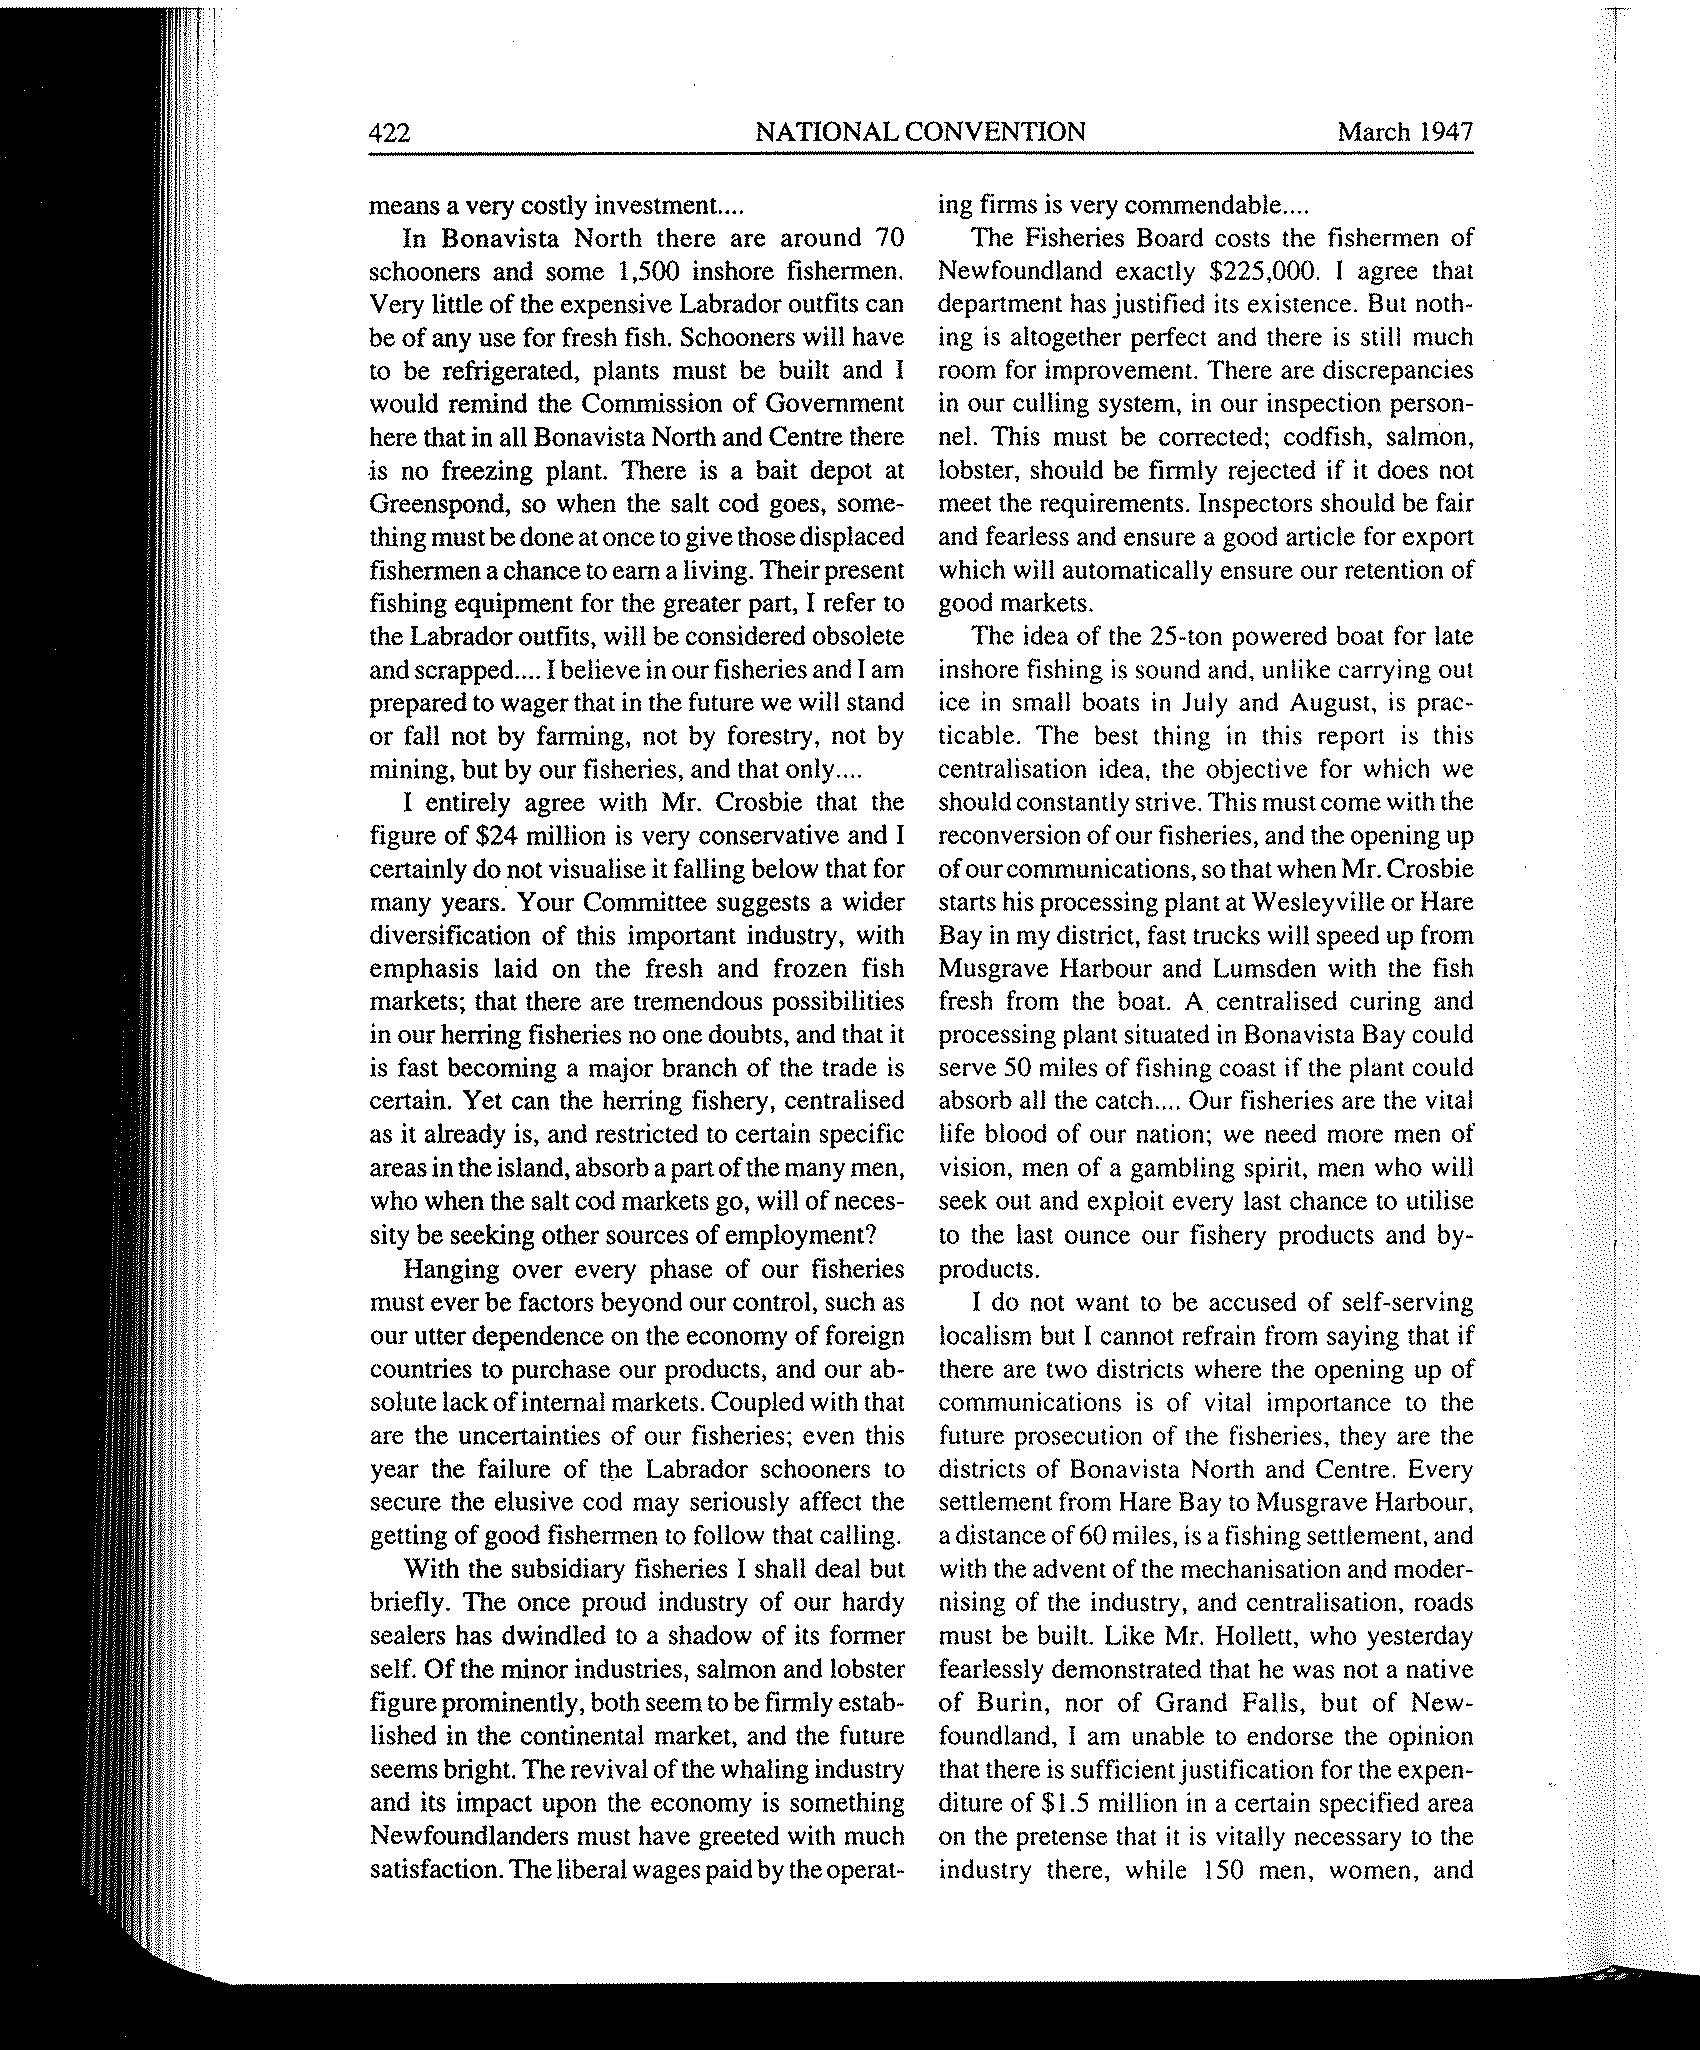 422
NATIONAL CONVENTION
March 1947
means a very costly investment....
In Bonavista North there are around 70
schooners and some 1,500 inshore fishermen.
Very little of the expensive Labrador outfits can
be of any use for fresh fish. Schooners will have
to be refrigerated, plants must be built and I
would remind the Commission of Government
here that in all Bonavista North and Centre there
is no freezing plant. There is a bait depot at
Greenspond, so when the salt cod goes, some-
thing must be done at once to give those displaced
fishermen a chance to earn a living. Their present
fishing equipment for the greater part, I refer to
the Labrador outfits, will be considered obsolete
and scrapped.... I believe in our fisheries and I am
prepared to wager that in the future we will stand
or fall not by farming, not by forestry, not by
mining, but by our fisheries, and that only....
I entirely agree with Mr. Crosbie that the
figure of $24 million is very conservative and I
certainly do not visualise it falling below that for
many years. Your Committee suggests a wider
diversification of this important industry, with
emphasis laid on the fresh and frozen fish
markets; that there are tremendous possibilities
in our herring fisheries no one doubts, and that it
is fast becoming a major branch of the trade is
certain. Yet can the herring fishery, centralised
as it already is, and restricted to certain specific
areas in the island, absorb a part of the many men,
who when the salt cod markets go, will of neces-
sity be seeking other sources of employment?
Hanging over every phase of our fisheries
must ever be factors beyond our control, such as
our utter dependence on the economy of foreign
countries to purchase our products, and our ab-
solute lack of internal markets. Coupled with that
are the uncertainties of our fisheries; even this
year the failure of the Labrador schooners to
secure the elusive cod may seriously affect the
getting of good fishermen to follow that calling.
With the subsidiary fisheries I shall deal but
briefly. The once proud industry of our hardy
sealers has dwindled to a shadow of its former
self. Of the minor industries, salmon and lobster
figure prominently, both seem to be firmly estab-
lished in the continental market, and the future
seems bright. The revival of the whaling industry
and its impact upon the economy is something
Newfoundlanders must have greeted with much
satisfaction. The liberal wages paid by the operat-
ing firms is very commendable....
The Fisheries Board costs the fishermen of
Newfoundland exactly $225,000. I agree that
department has justified its existence. But noth-
ing is altogether perfect and there is still much
room for improvement. There are discrepancies
in our culling system, in our inspection person-
nel. This must be corrected; codfish, salmon,
lobster, should be firmly rejected if it does not
meet the requirements. Inspectors should be fair
and fearless and ensure a good article for export
which will automatically ensure our retention of
good markets.
The idea of the 25-ton powered boat for late
inshore fishing is sound and, unlike carrying out
ice in small boats in July and August, is prac-
ticable. The best thing in this report is this
centralisation idea, the objective for which we
should constantly strive. This must come with the
reconversion of our fisheries, and the opening up
of our communications, so that when Mr. Crosbie
starts his processing plant at Wesleyville or Hare
Bay in my district, fast trucks will speed up from
Musgrave Harbour and Lumsden with the fish
fresh from the boat. A centralised curing and
processing plant situated in Bonavista Bay could
serve 50 miles of fishing coast if the plant could
absorb all the catch.... Our fisheries are the vital
life blood of our nation; we need more men of
vision, men of a gambling spirit, men who will
seek out and exploit every last chance to utilise
to the last ounce our fishery products and by-
products.
I do not want to be accused of self-serving
localism but I cannot refrain from saying that if
there are two districts where the opening up of
communications is of vital importance to the
future prosecution of the fisheries, they are the
districts of Bonavista North and Centre. Every
settlement from Hare Bay to Musgrave Harbour,
a distance of 60 miles, is a fishing settlement, and
with the advent of the mechanisation and moder-
nising of the industry, and centralisation, roads
must be built. Like Mr. Hollett, who yesterday
fearlessly demonstrated that he was not a native
of Burin, nor of Grand Falls, but of New-
foundland, I am unable to endorse the opinion
that there is sufficient justification for the expen-
diture of $1.5 million in a certain specified area
on the pretense that it is vitally necessary to the
industry there, while 150 men, women, and